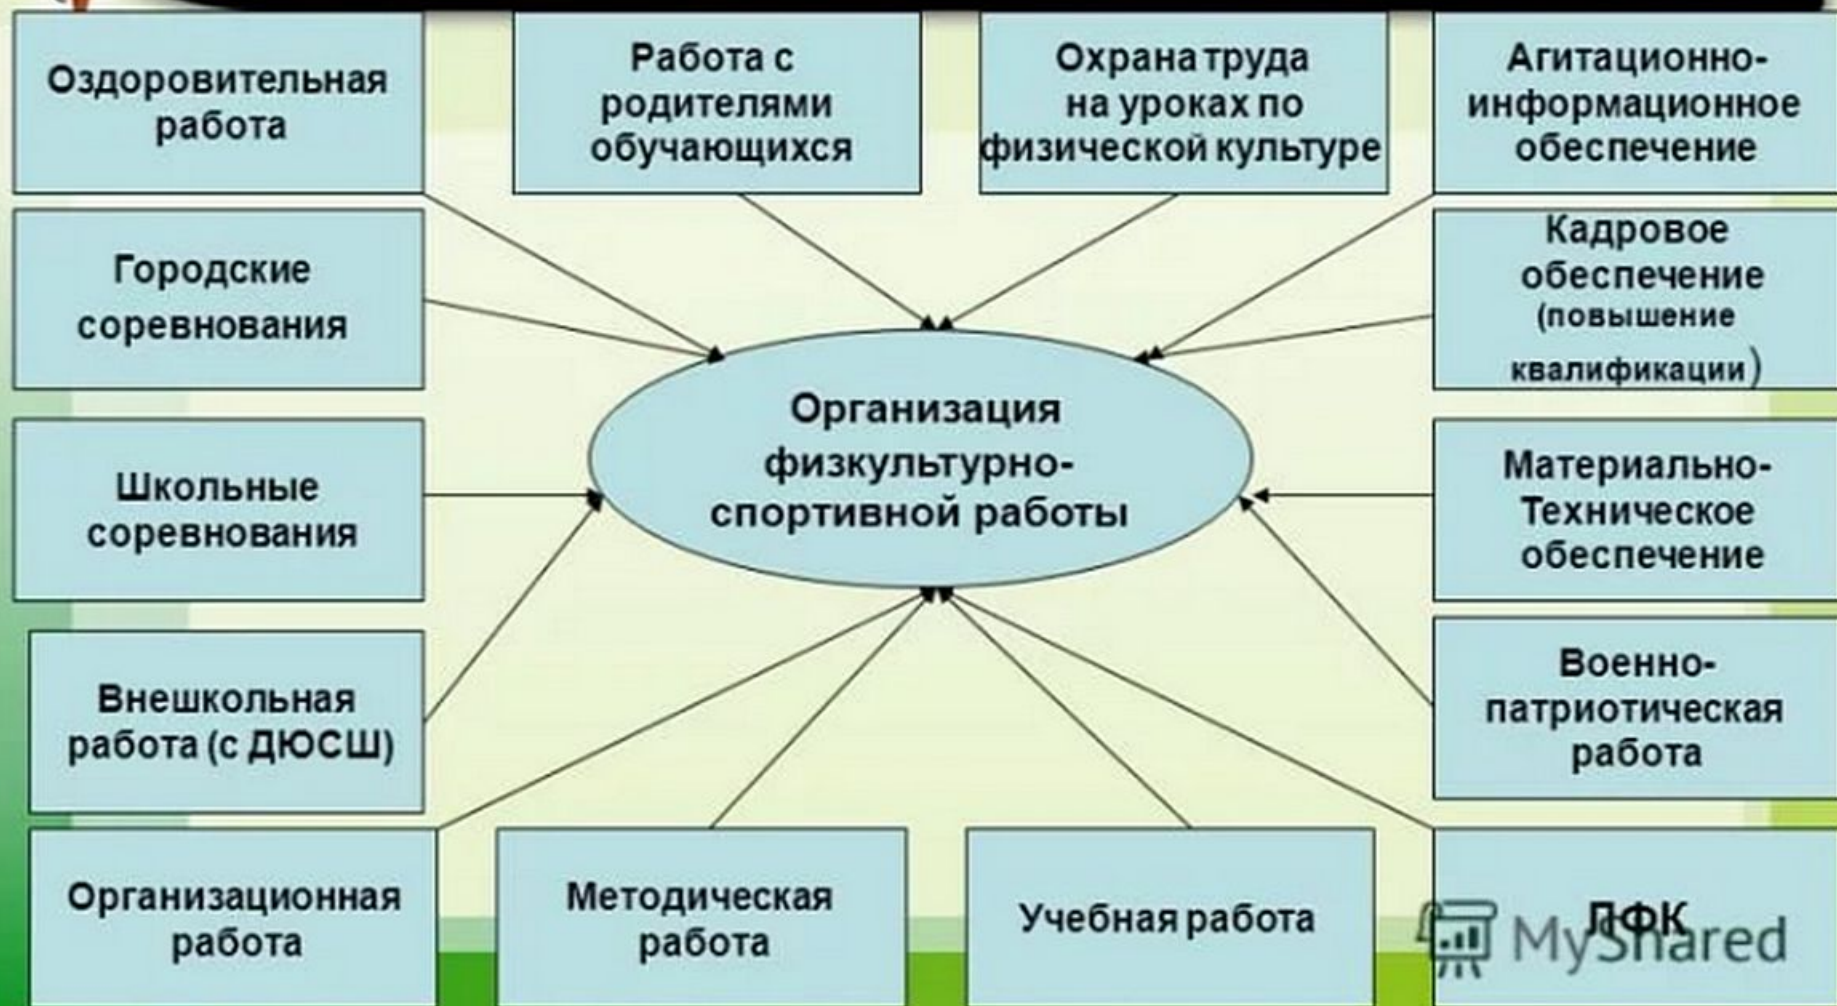 Оздоровительная
работа
Работа с
родителями
обучающихся
Охрана труда
на уроках по
физической культуре
Агитационно-
информационное
обеспечение
Городские
соревнования
Кадровое
обеспечение
(повышение
квалификации)
Организация
физкультурно-
спортивной работы
Школьные
соревнования
Материально-
Техническое
обеспечение
Внешкольная
работа (с ДЮСШ)
Военно-
патриотическая
работа
Организационная
работа
Методическая
работа
Учебная работа
ЛФК
MyShared